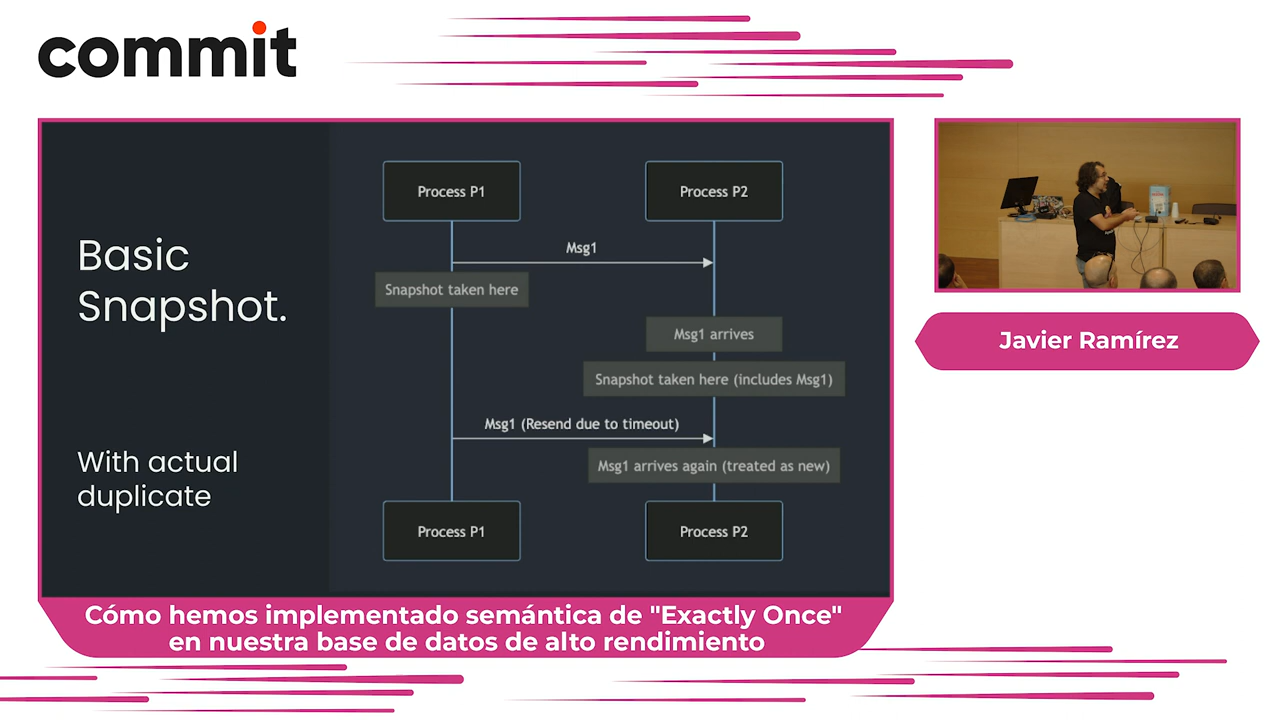 commit
Basic
Snapshot.
With actual
duplicate
Process P1
Process P2
Msg1
Snapshot taken here
Msg1 arrives
Snapshot taken here (includes Msg1)
Msg1 (Resend due to timeout)
Msg1 arrives again (treated as new)
Process P1
Process P2
Javier Ramírez
Cómo hemos implementado semántica de "Exactly Once"
en nuestra base de datos de alto rendimiento